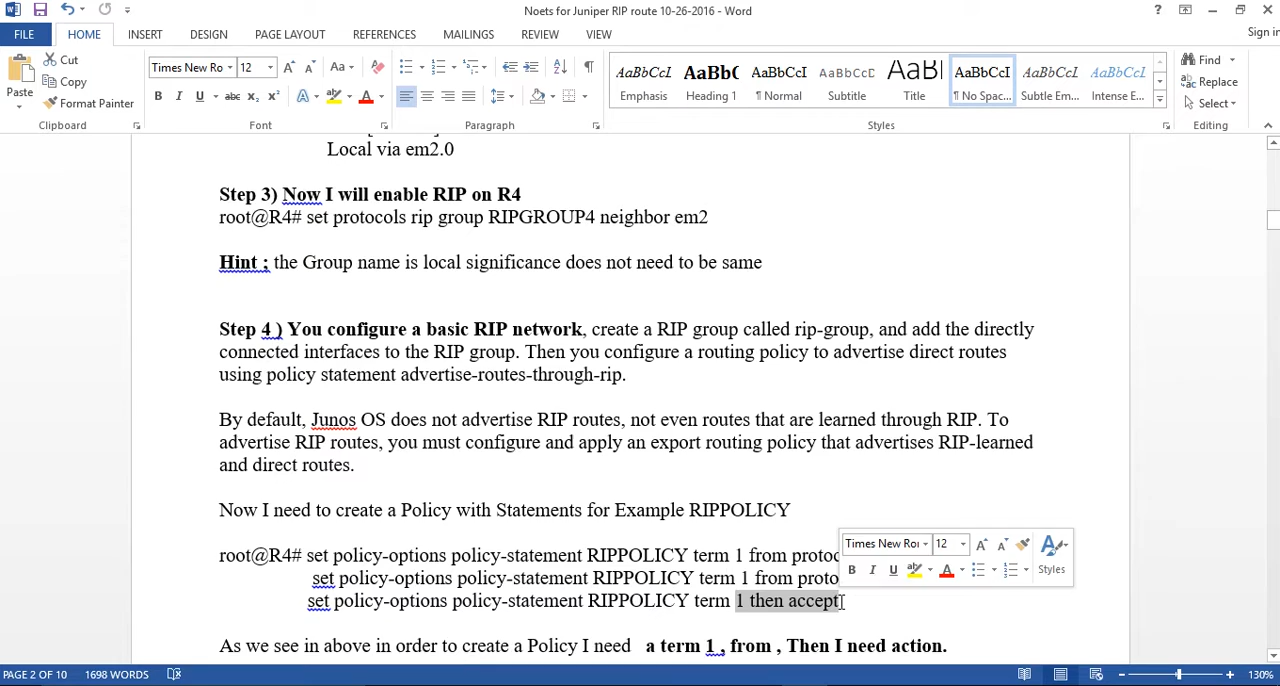 Noets for Juniper RIP route 10-26-2016 - Word
Sign in
FILE HOME INSERT DESIGN PAGE LAYOUT REFERENCES MAILINGS REVIEW VIEW
Paste
Cut
Copy
Format Painter
Clipboard
Times New Ro 12
Font
Paragraph
AaBbCcI AaBbC AaBbCcI AaBbCcD AaBl AaBbCcI AaBbCcI AaBbCcI
Emphasis Heading 1 ¶ Normal Subtitle Title ¶ No Spac... Subtle Em... Intense E...
Styles
Find
Replace
Select
Editing
Local via em2.0
Step 3) Now I will enable RIP on R4
root@R4# set protocols rip group RIPGROUP4 neighbor em2
Hint ; the Group name is local significance does not need to be same
Step 4 ) You configure a basic RIP network, create a RIP group called rip-group, and add the directly
connected interfaces to the RIP group. Then you configure a routing policy to advertise direct routes
using policy statement advertise-routes-through-rip.
By default, Junos OS does not advertise RIP routes, not even routes that are learned through RIP. To
advertise RIP routes, you must configure and apply an export routing policy that advertises RIP-learned
and direct routes.
Now I need to create a Policy with Statements for Example RIPPOLICY
root@R4# set policy-options policy-statement RIPPOLICY term 1 from protoc
set policy-options policy-statement RIPPOLICY term 1 from proto
set policy-options policy-statement RIPPOLICY term 1 then accept
Times New Ro 12
Styles
As we see in above in order to create a Policy I need a term 1 , from , Then I need action.
PAGE 2 OF 10 1698 WORDS
130%